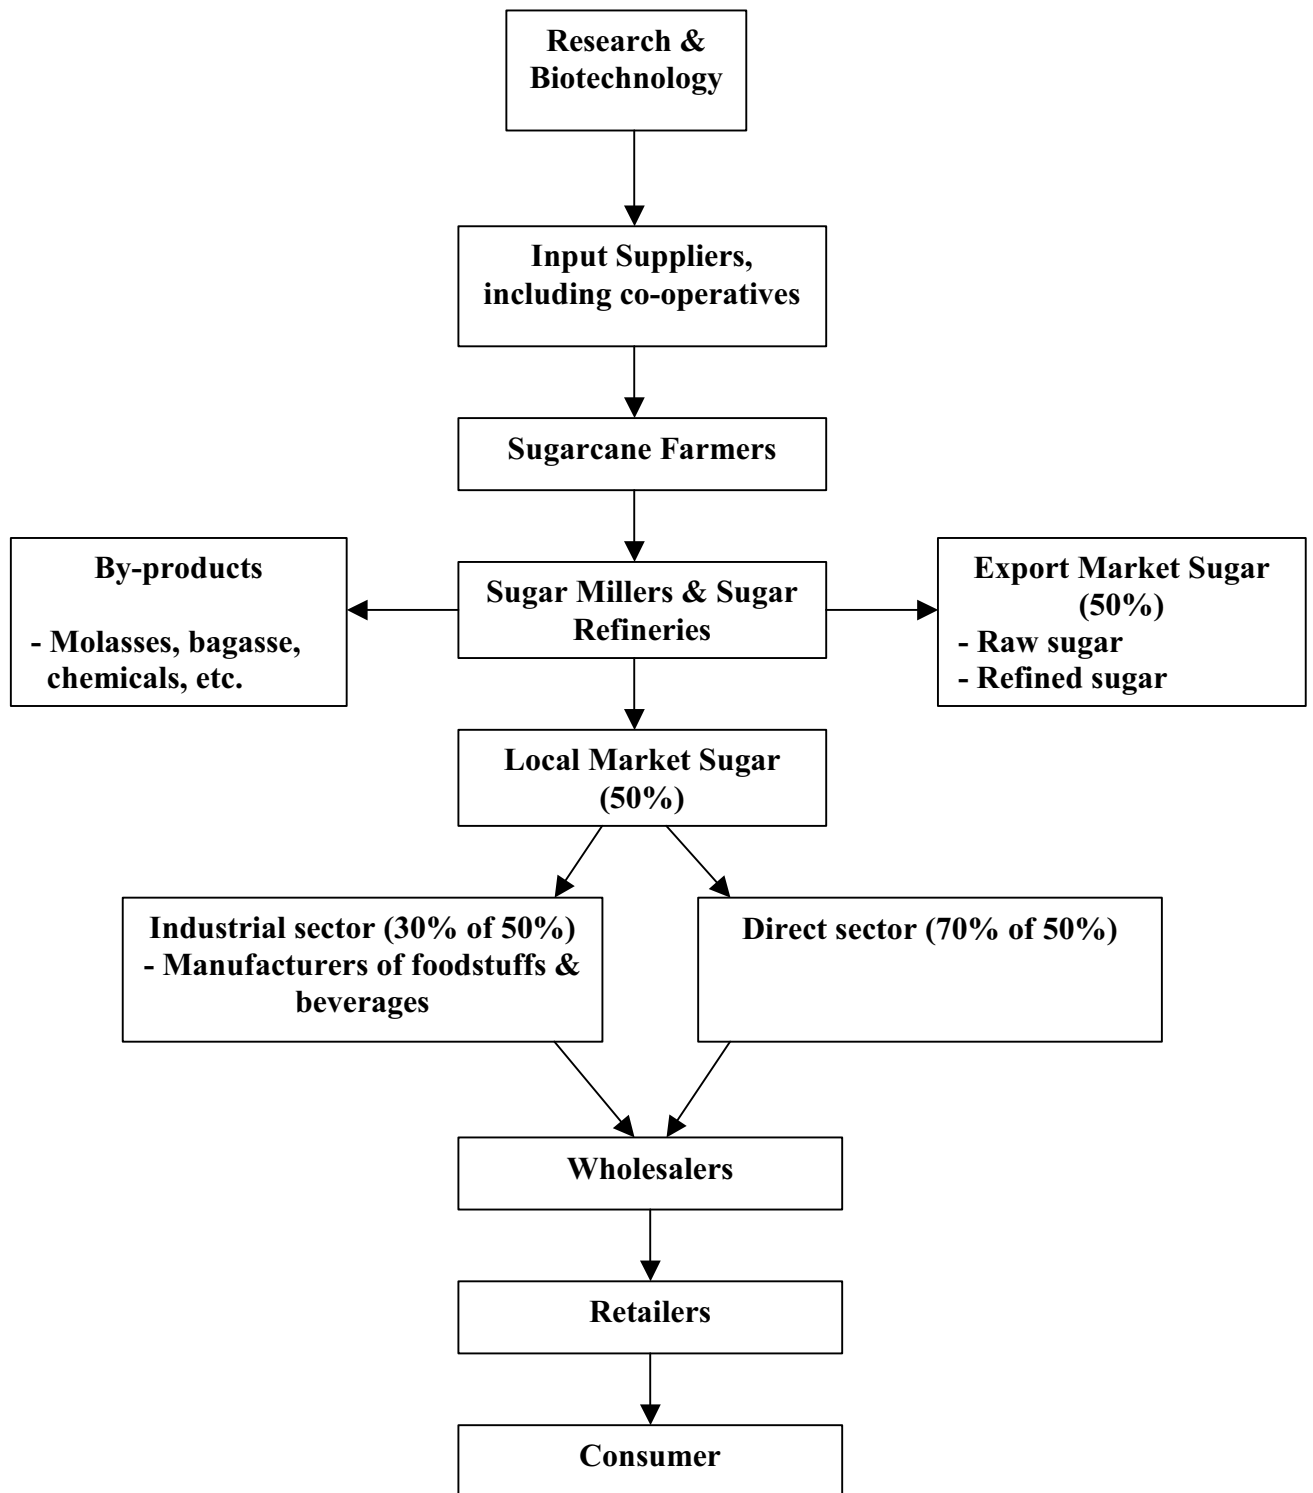 Research &
Biotechnology
Input Suppliers,
including co-operatives
Sugarcane Farmers
By-products
- Molasses, bagasse,
chemicals, etc.
Sugar Millers & Sugar
Refineries
Export Market Sugar
(50%)
- Raw sugar
- Refined sugar
Local Market Sugar
(50%)
Industrial sector (30% of 50%)
- Manufacturers of foodstuffs &
beverages
Direct sector (70% of 50%)
Wholesalers
Retailers
Consumer